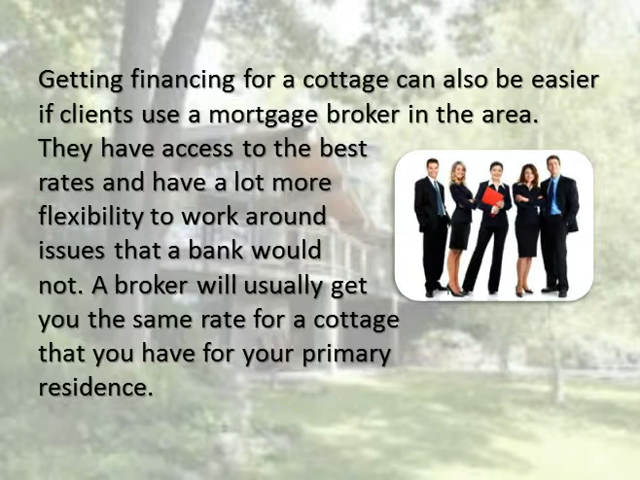 Getting financing for a cottage can also be easier
if clients use a mortgage broker in the area.
They have access to the best
rates and have a lot more
flexibility to work around
issues that a bank would
not. A broker will usually get
you the same rate for a cottage
that you have for your primary
residence.